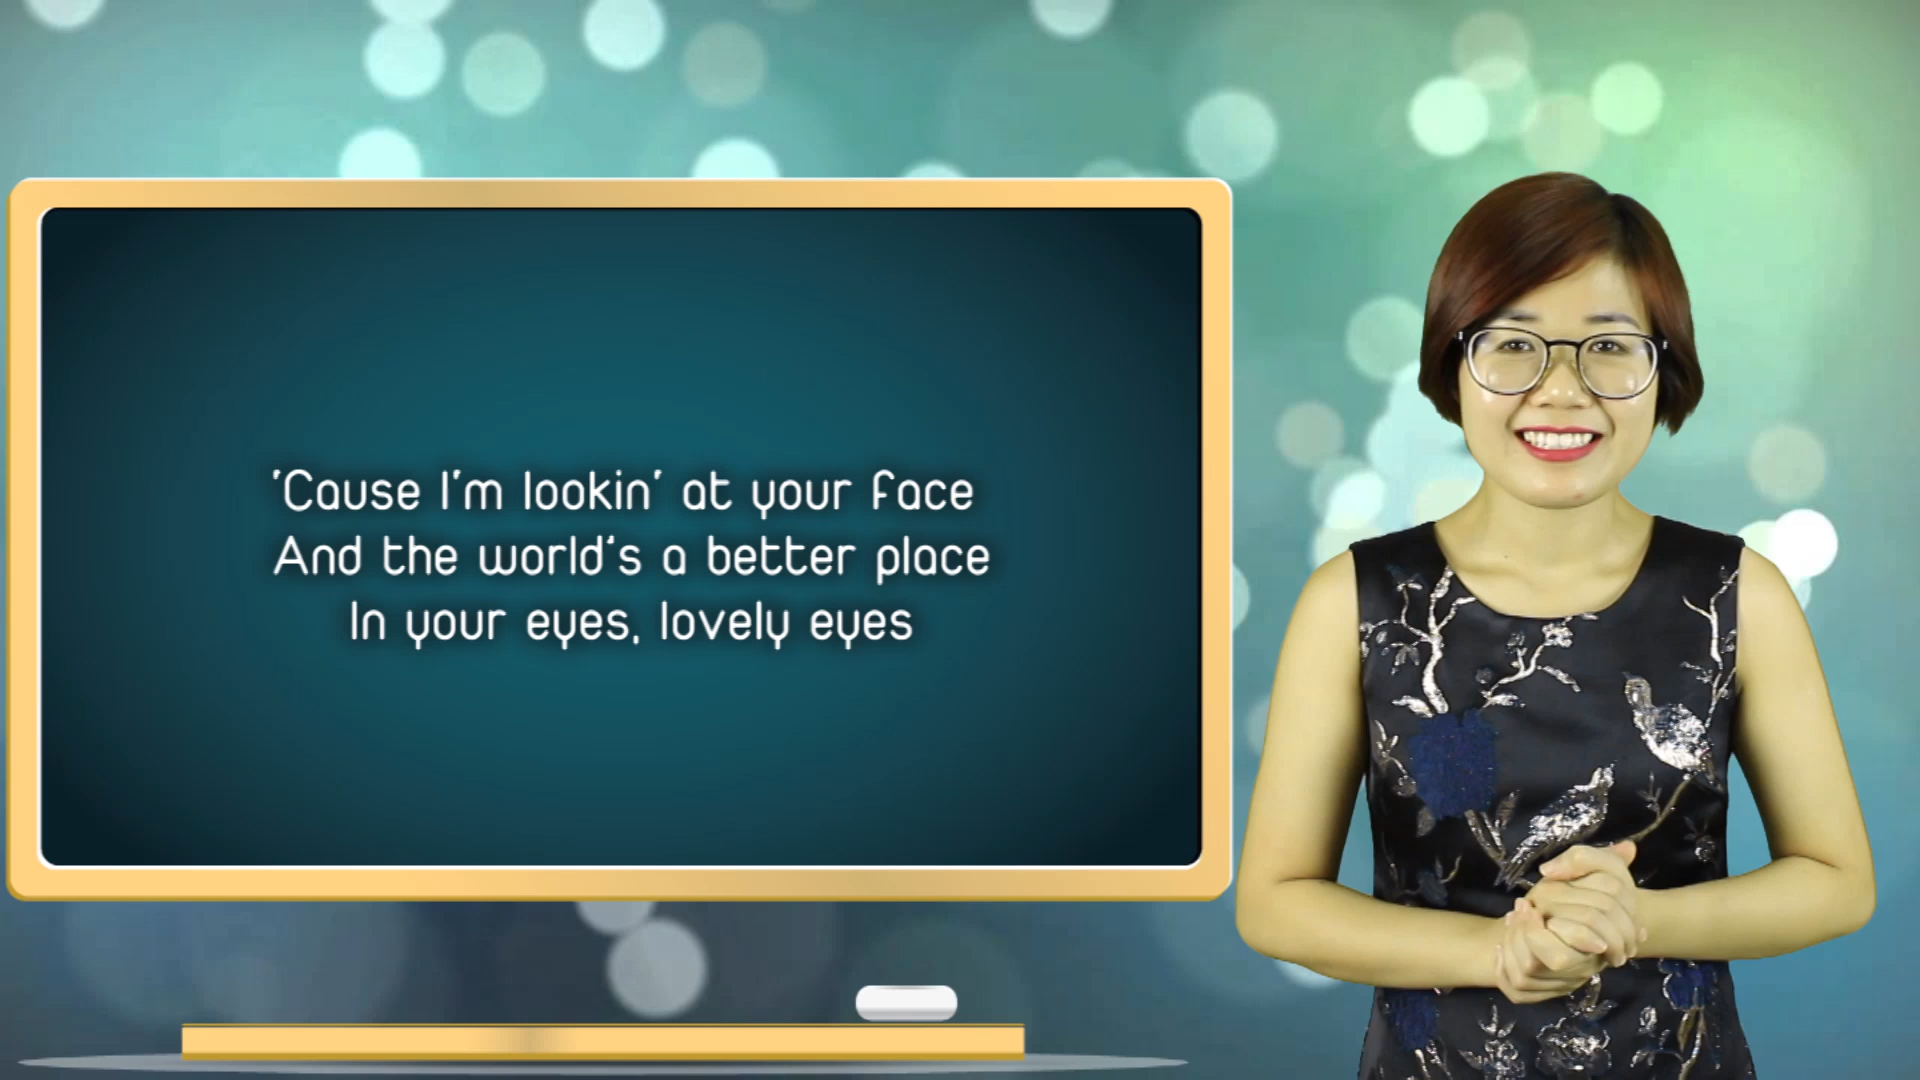 'Cause I'm lookin' at your face
And the world's a better place
In your eyes, lovely eyes